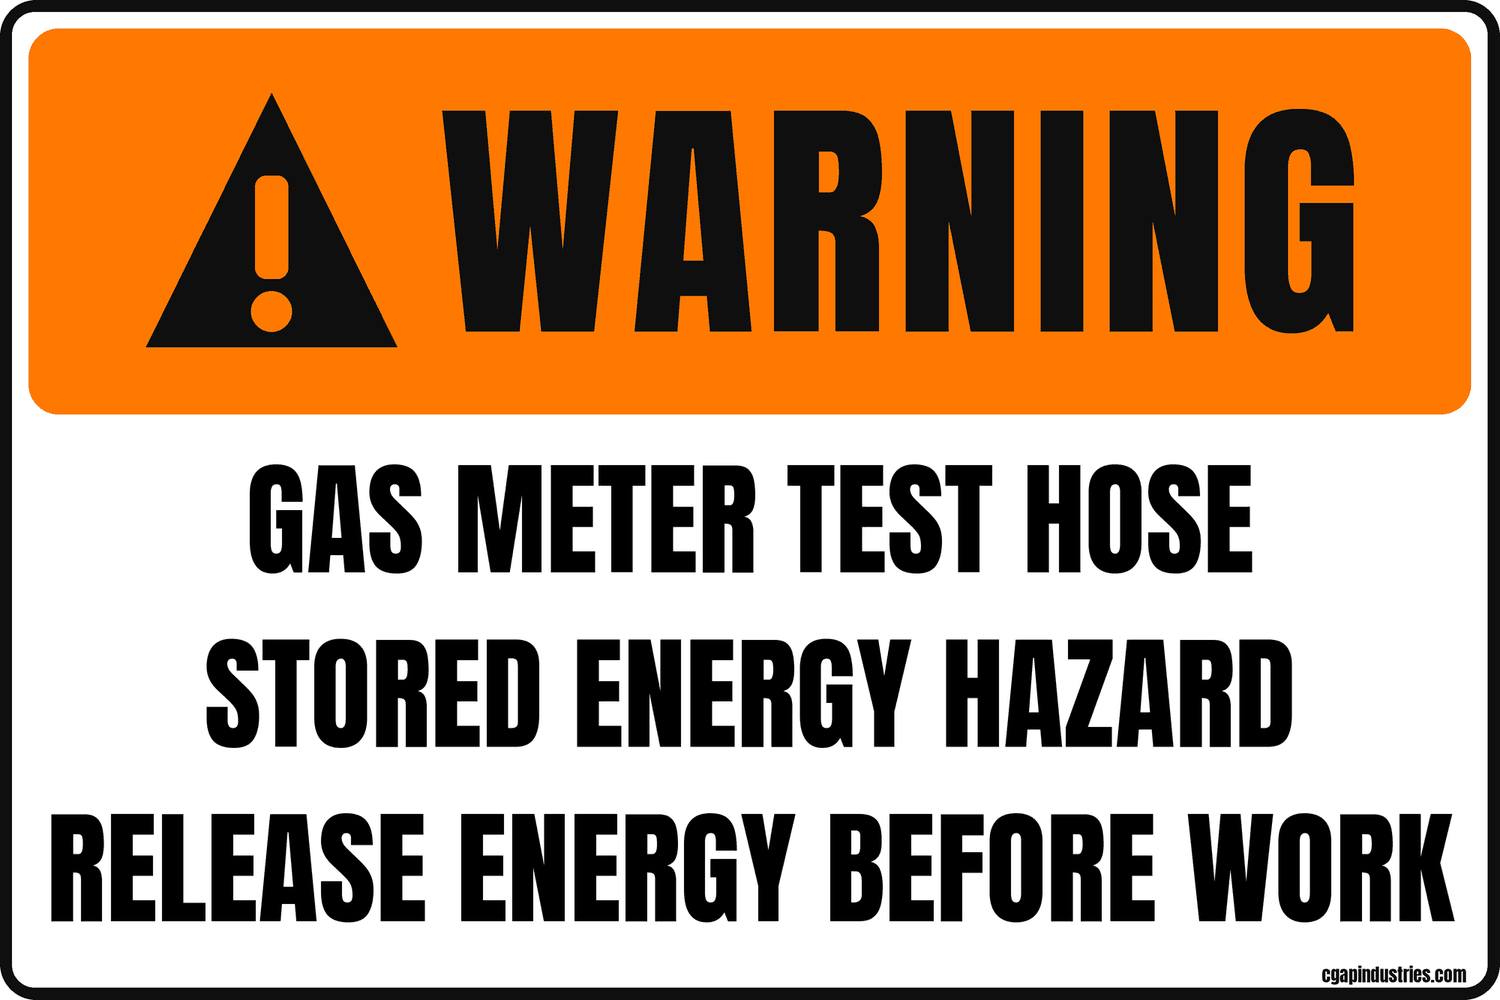 WARNING
GAS METER TEST HOSE
STORED ENERGY HAZARD
RELEASE ENERGY BEFORE WORK
cgapindustries.com